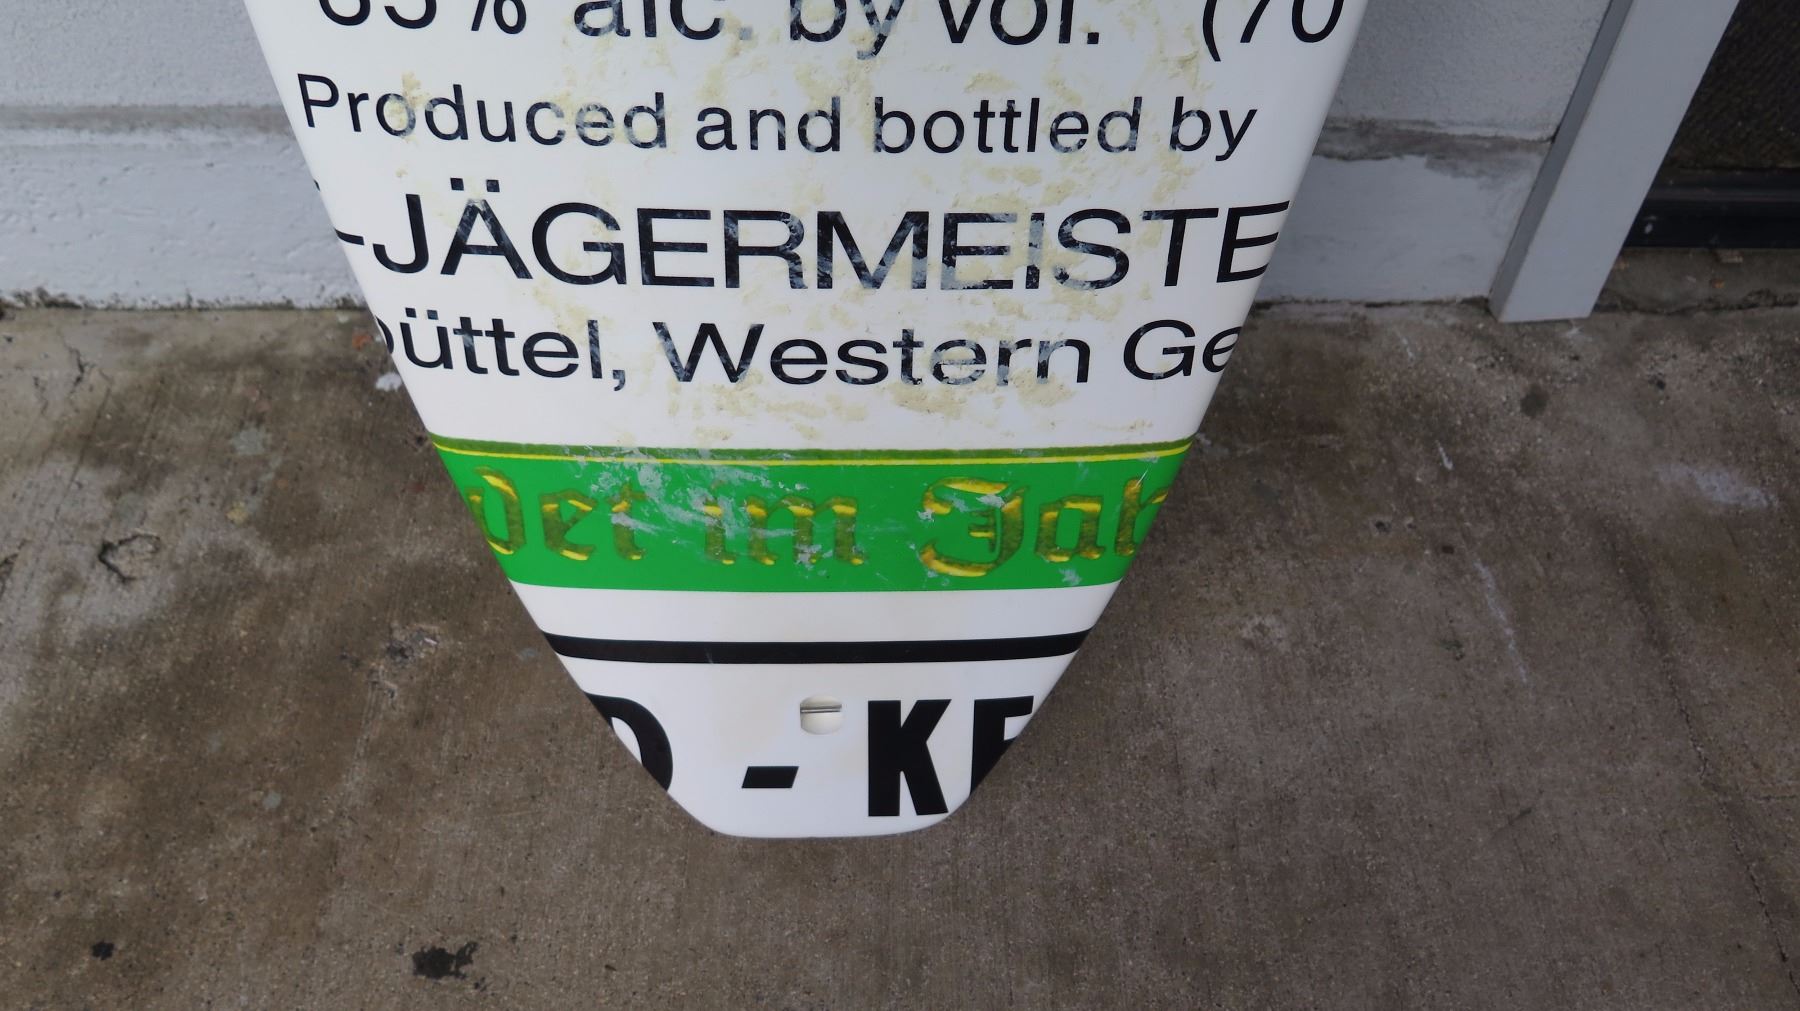 35% alc. by vol. (70
Produced and bottled by
-JÄGERMEISTE
büttel, Western Ge
det im Jah
D - KE